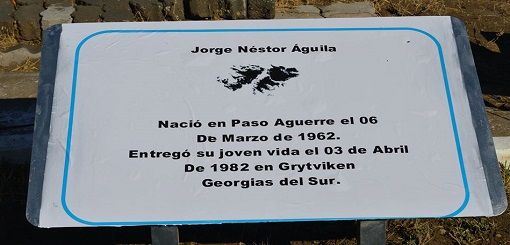 Jorge Néstor Águila
Nació en Paso Aguerre el 06
De Marzo de 1962.
Entregó su joven vida el 03 de Abril
De 1982 en Grytviken
Georgias del Sur.